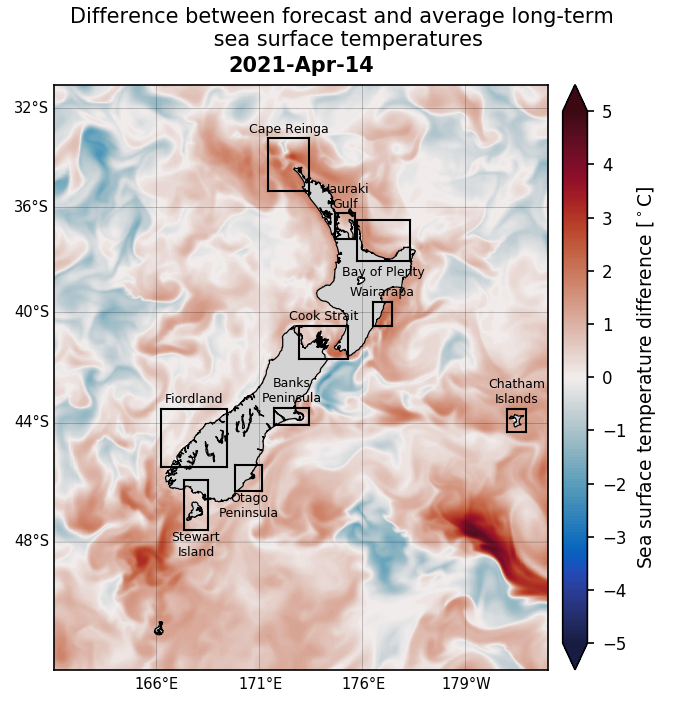 Difference between forecast and average long-term
sea surface temperatures
2021-Apr-14
32°S
36°S
40°S
44°S
48°S
166°E
171°E
176°E
179°W
Cape Reinga
Hauraki
Gulf
Bay of Plenty
Wairarapa
Cook Strait
Banks
Peninsula
Fiordland
Chatham
Islands
Otago
Peninsula
Stewart
Island
5
4
3
2
1
0
−1
−2
−3
−4
−5
Sea surface temperature difference [°C]